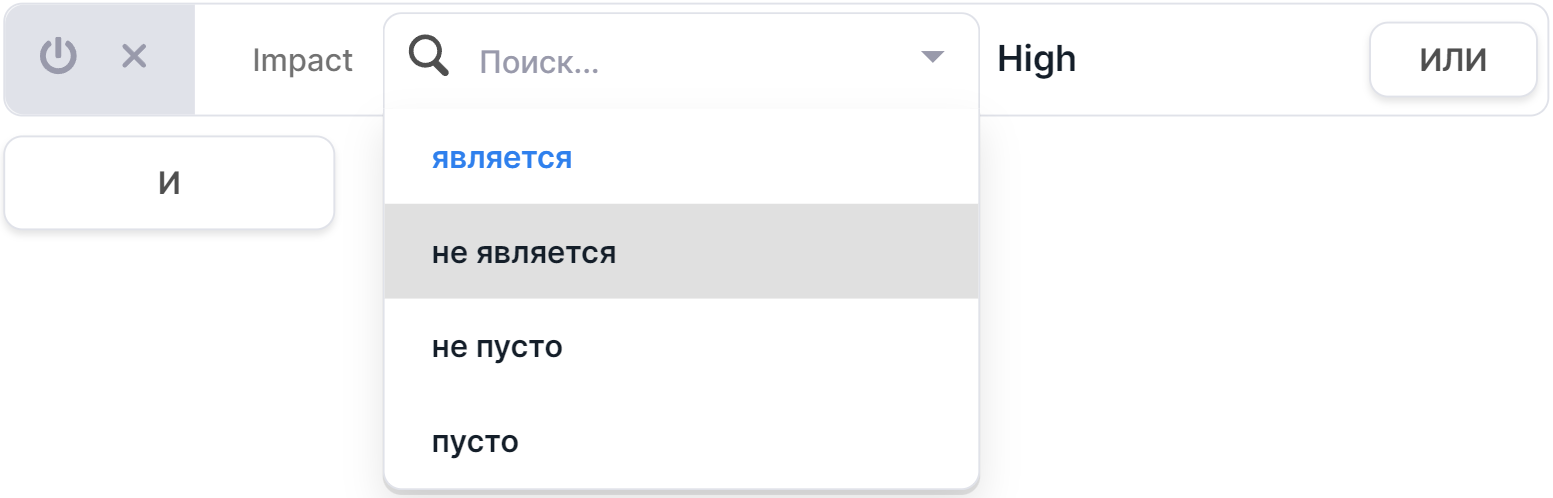 Impact Поиск... High ИЛИ
является
И
не является
не пусто
пусто